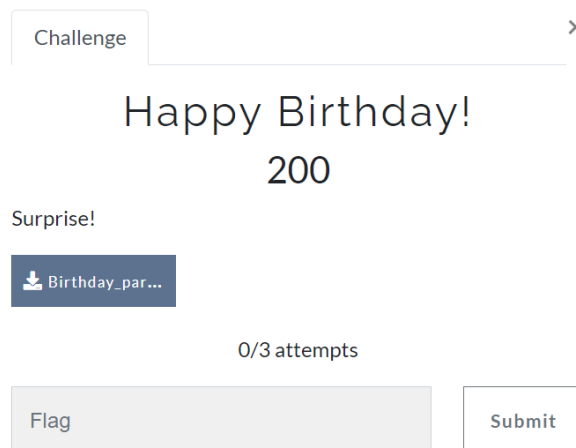 Challenge
×
Happy Birthday!
200
Surprise!
Birthday_par...
0/3 attempts
Flag
Submit